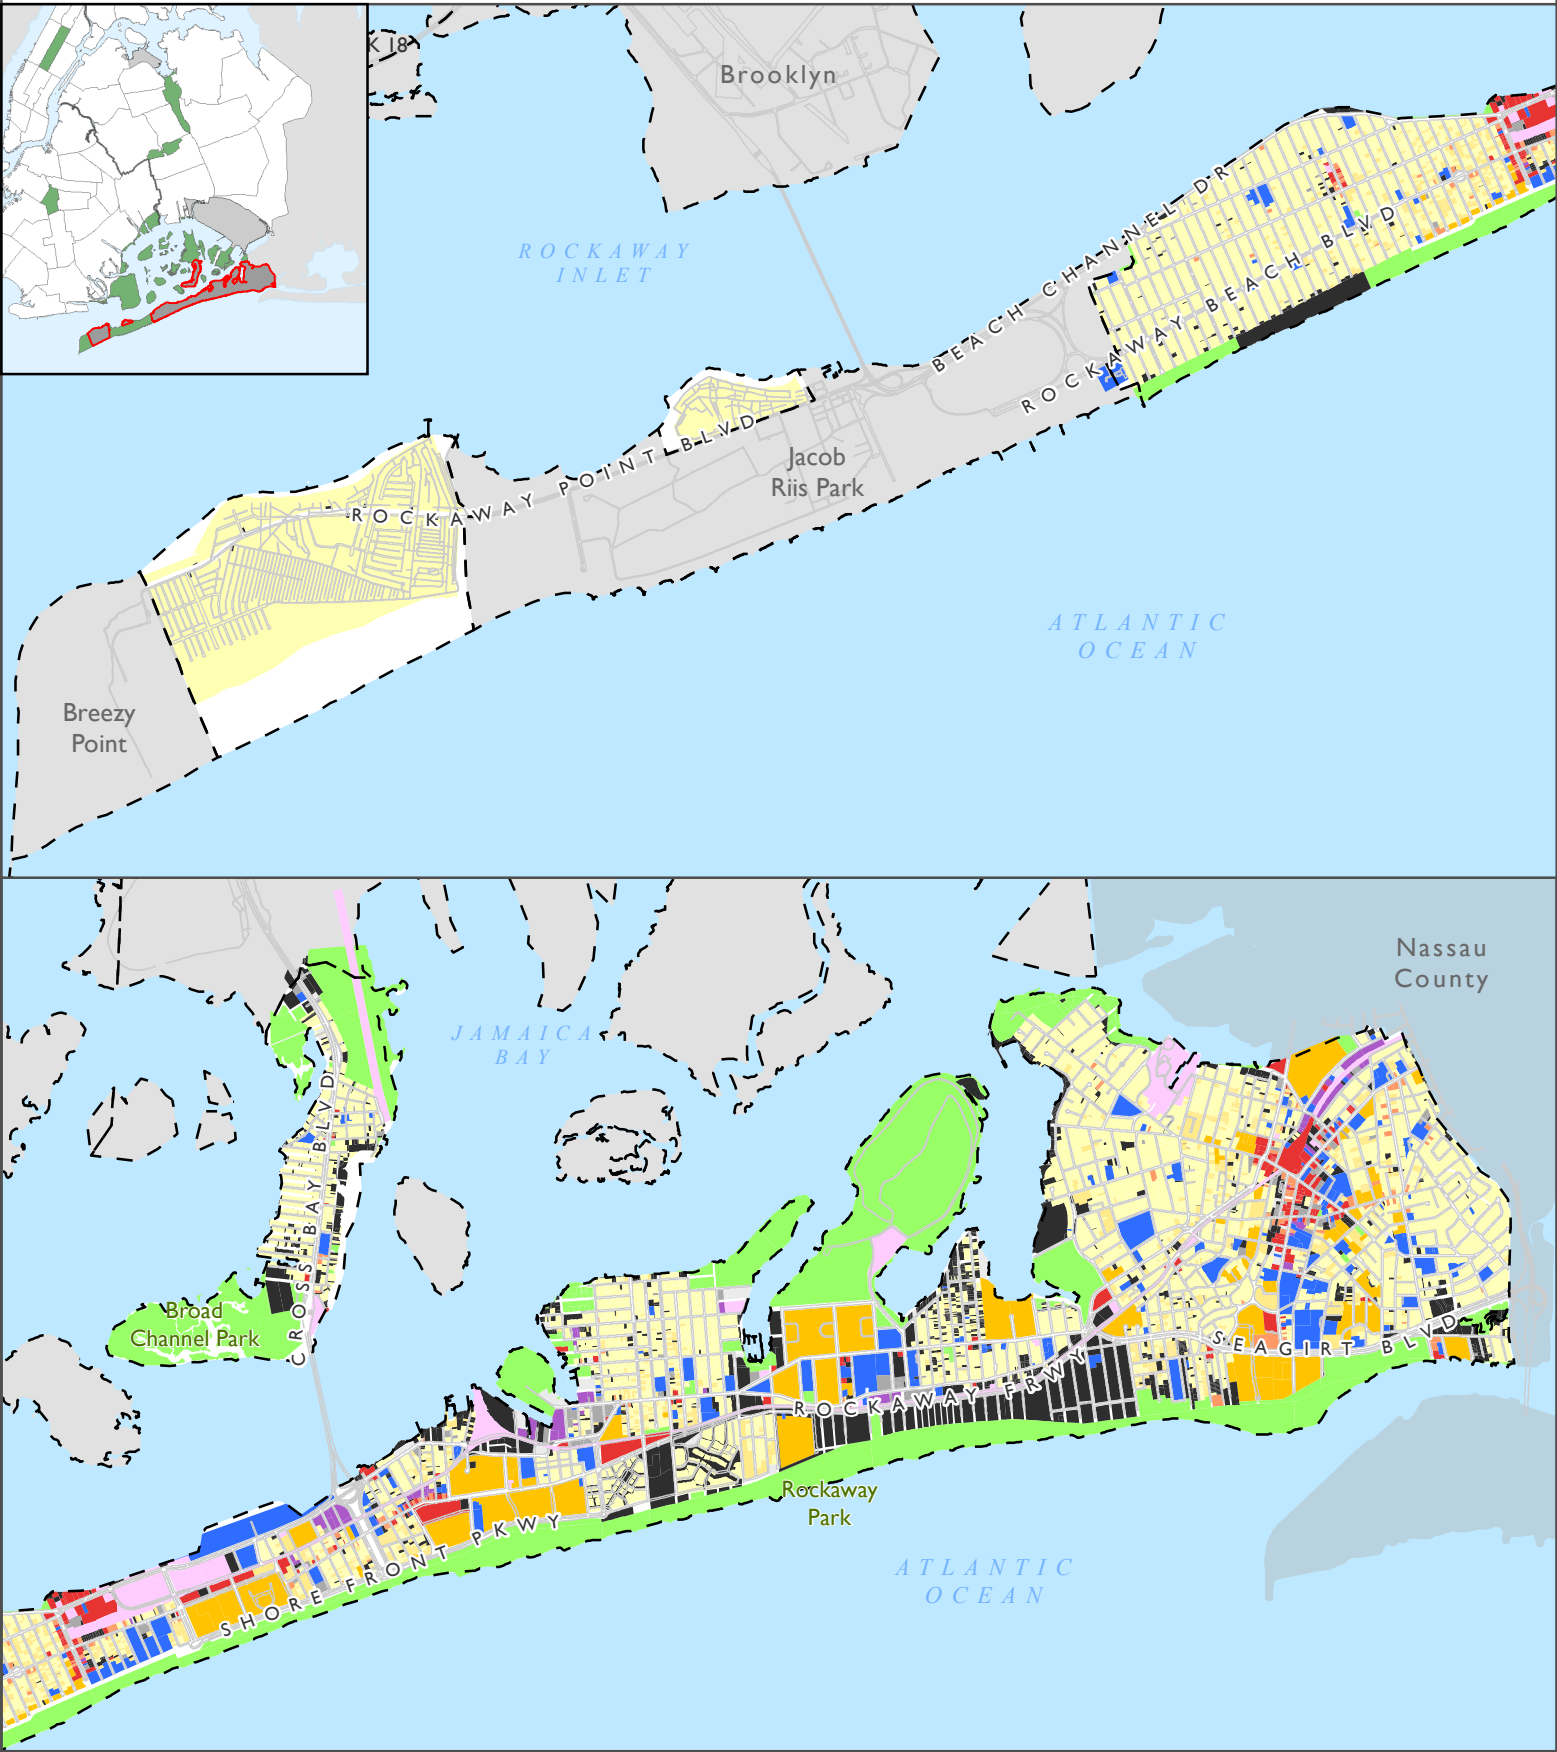 K 18
Brooklyn
ROCKAWAY
INLET
BEACH CHANNEL DR
ROCKAWAY BEACH BLVD
ROCKAWAY POINT BLVD
Jacob
Riis Park
ATLANTIC
OCEAN
Breezy
Point
Nassau
County
JAMAICA
BAY
CROSS BAY BLVD
Broad
Channel Park
SEAGIRT BLVD
ROCKAWAY FRWY
Rockaway
Park
SHORE FRONT PKWY
ATLANTIC
OCEAN